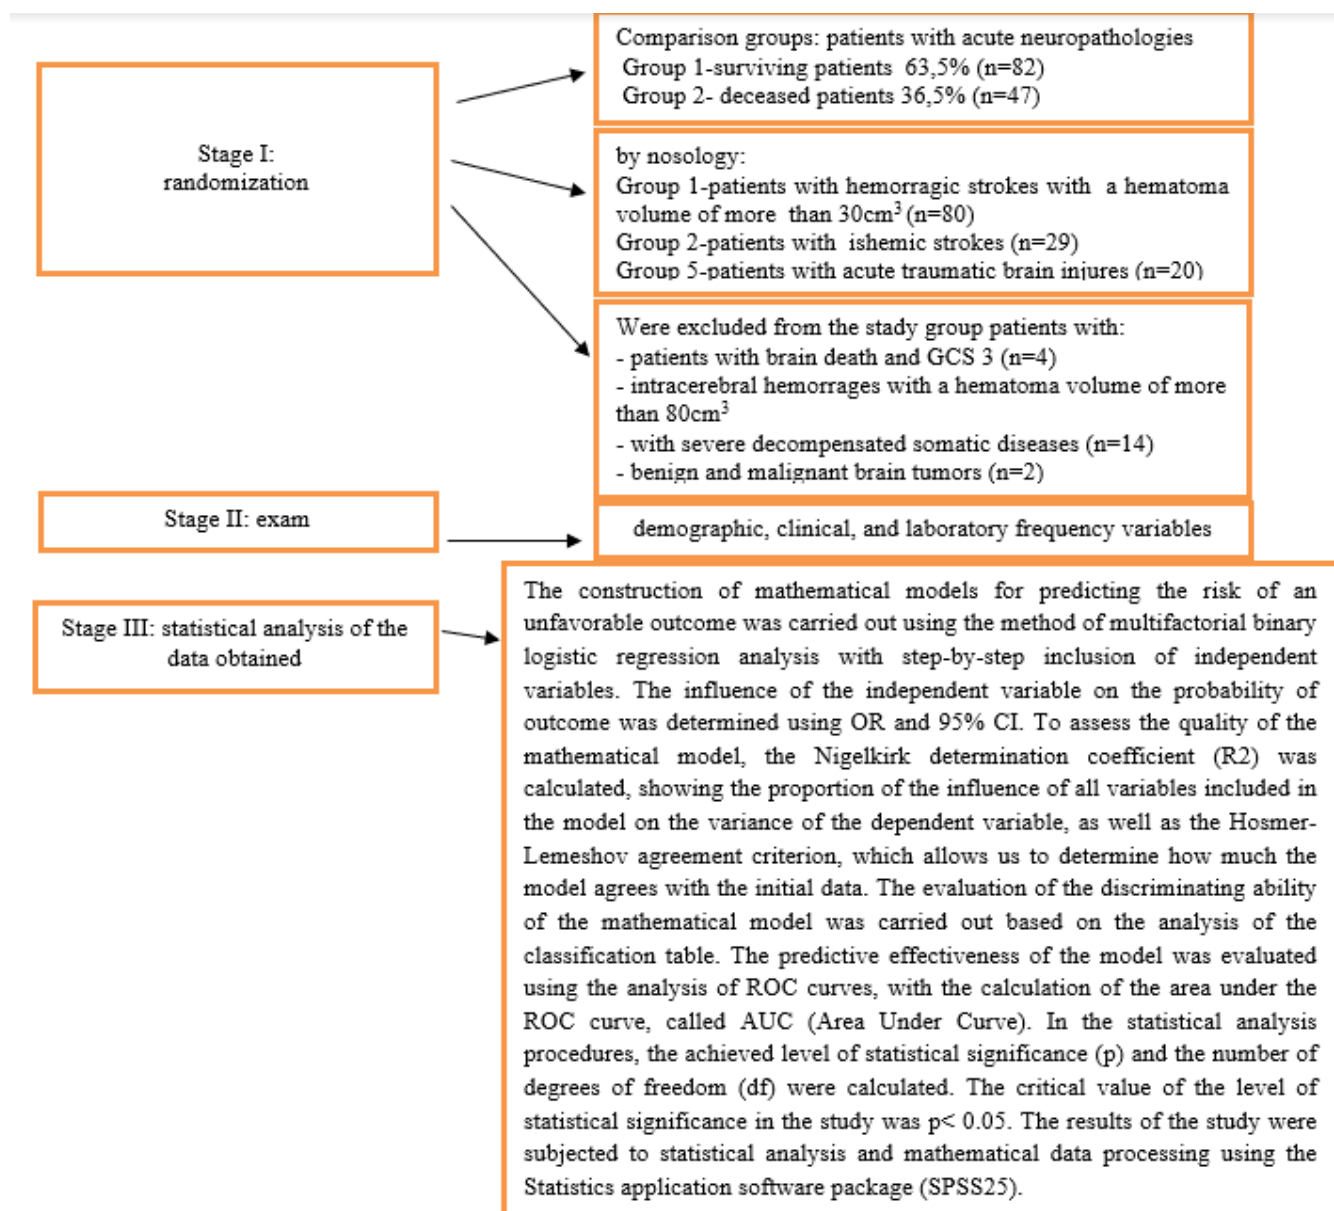 Stage I:
randomization
Comparison groups: patients with acute neuropathologies
Group 1-surviving patients 63,5% (n=82)
Group 2- deceased patients 36,5% (n=47)
by nosology:
Group 1-patients with hemorragic strokes with a hematoma
volume of more than 30cm³ (n=80)
Group 2-patients with ishemic strokes (n=29)
Group 5-patients with acute traumatic brain injures (n=20)
Were excluded from the stady group patients with:
- patients with brain death and GCS 3 (n=4)
- intracerebral hemorrages with a hematoma volume of more
than 80cm³
- with severe decompensated somatic diseases (n=14)
- benign and malignant brain tumors (n=2)
Stage II: exam
demographic, clinical, and laboratory frequency variables
Stage III: statistical analysis of the
data obtained
The construction of mathematical models for predicting the risk of an
unfavorable outcome was carried out using the method of multifactorial binary
logistic regression analysis with step-by-step inclusion of independent
variables. The influence of the independent variable on the probability of
outcome was determined using OR and 95% CI. To assess the quality of the
mathematical model, the Nigelkirk determination coefficient (R2) was
calculated, showing the proportion of the influence of all variables included in
the model on the variance of the dependent variable, as well as the Hosmer-
Lemeshov agreement criterion, which allows us to determine how much the
model agrees with the initial data. The evaluation of the discriminating ability
of the mathematical model was carried out based on the analysis of the
classification table. The predictive effectiveness of the model was evaluated
using the analysis of ROC curves, with the calculation of the area under the
ROC curve, called AUC (Area Under Curve). In the statistical analysis
procedures, the achieved level of statistical significance (p) and the number of
degrees of freedom (df) were calculated. The critical value of the level of
statistical significance in the study was p< 0.05. The results of the study were
subjected to statistical analysis and mathematical data processing using the
Statistics application software package (SPSS25).